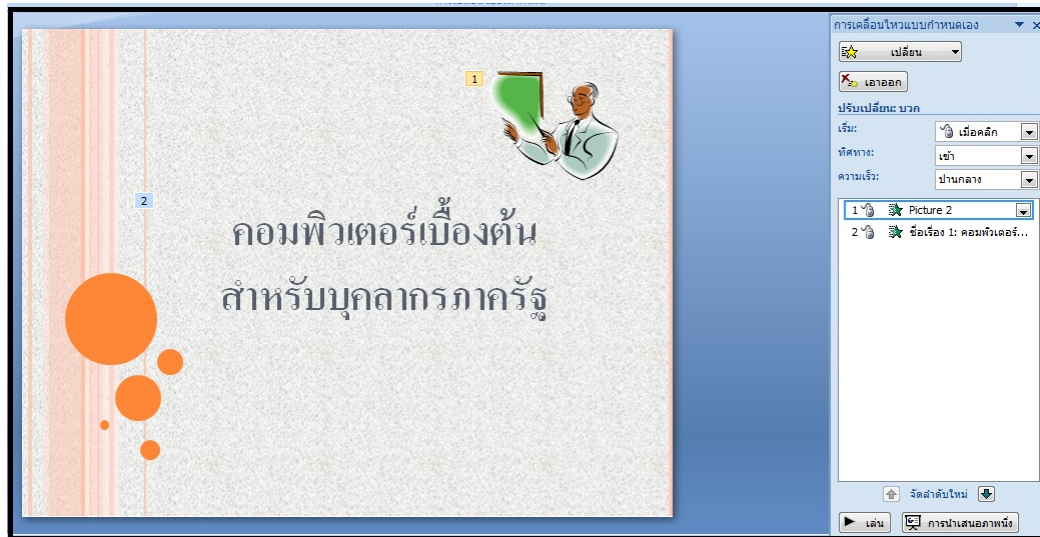 การเคลื่อนไหวแบบกำหนดเอง
เปลี่ยน
เอาออก
ปรับเปลี่ยน: บวก
เริ่ม:
เมื่อคลิก
ทิศทาง:
เข้า
ความเร็ว:
ปานกลาง
1 Picture 2
2 ชื่อเรื่อง 1: คอมพิวเตอร์...
จัดลำดับใหม่
เล่น
การนำเสนอภาพนิ่ง
1
2
คอมพิวเตอร์เบื้องต้น
สำหรับบุคลากรภาครัฐ